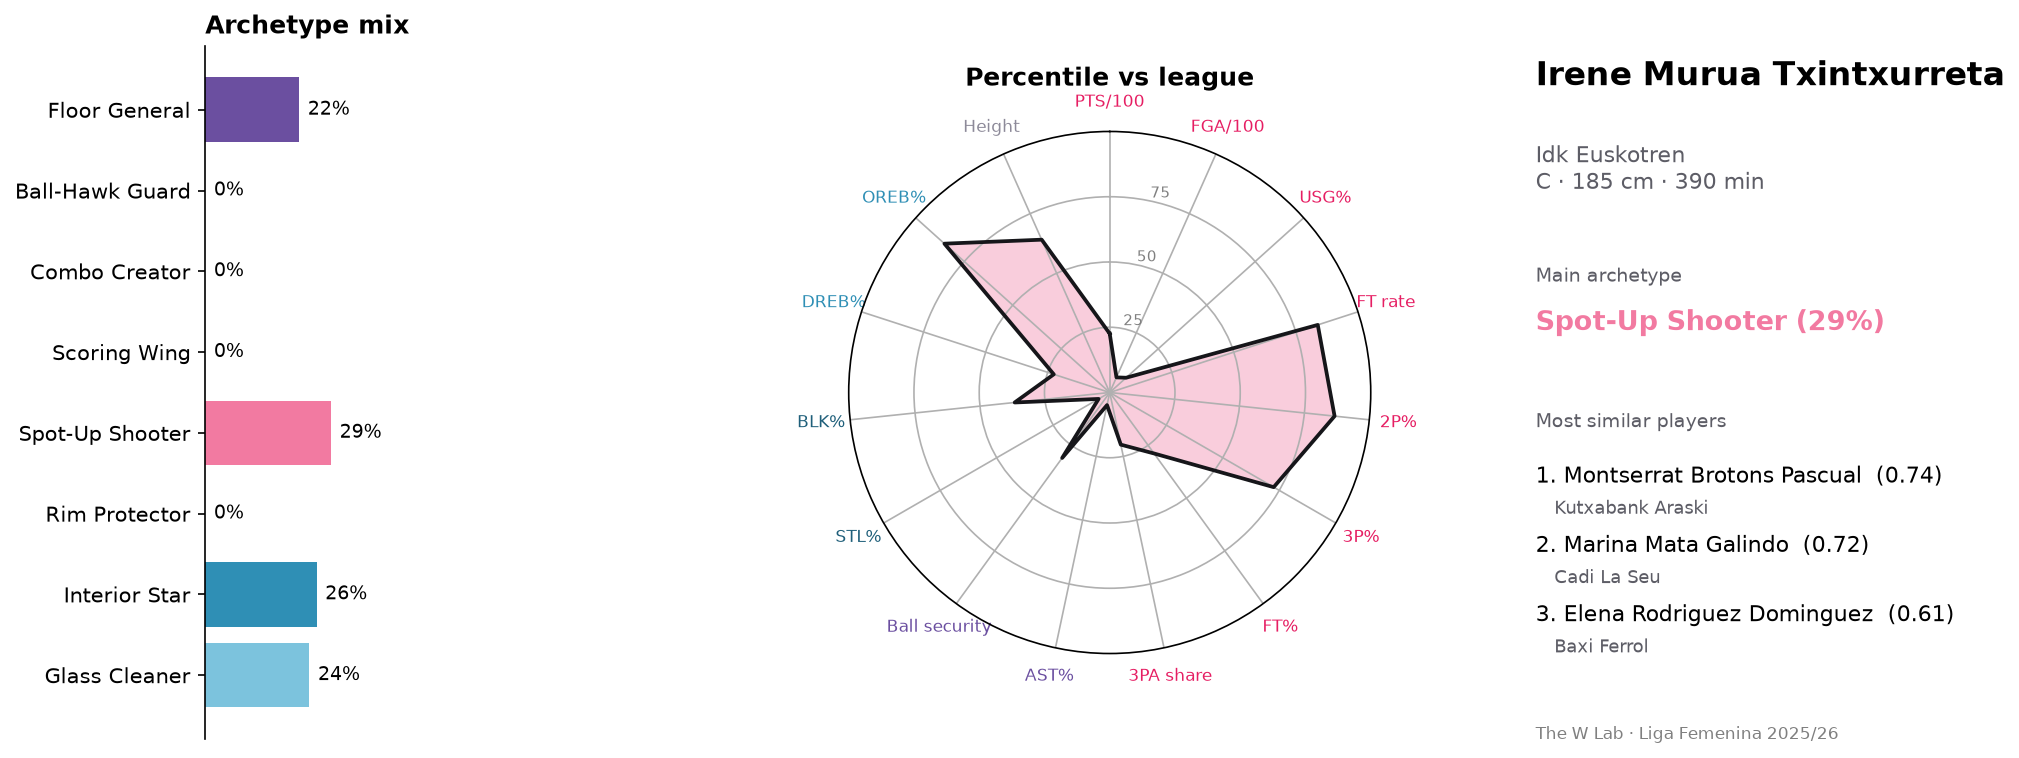 Archetype mix
Floor General
22%
Ball-Hawk Guard
0%
Combo Creator
0%
Scoring Wing
0%
Spot-Up Shooter
29%
Rim Protector
0%
Interior Star
26%
Glass Cleaner
24%
Percentile vs league
PTS/100
FGA/100
USG%
FT rate
2P%
3P%
FT%
3PA share
AST%
Ball security
STL%
BLK%
DREB%
OREB%
Height
75
50
25
Irene Murua Txintxurreta
Idk Euskotren
C · 185 cm · 390 min
Main archetype
Spot-Up Shooter (29%)
Most similar players
1. Montserrat Brotons Pascual (0.74)
Kutxabank Araski
2. Marina Mata Galindo (0.72)
Cadi La Seu
3. Elena Rodriguez Dominguez (0.61)
Baxi Ferrol
The W Lab · Liga Femenina 2025/26